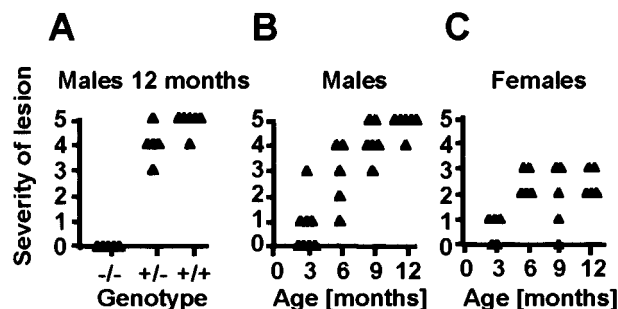 A B C
Males 12 months Males Females
Severity of lesion
5 5 5
4 4 4
3 3 3
2 2 2
1 1 1
0 0 0
-/- +/- +/+ 0 3 6 9 12 0 3 6 9 12
Genotype Age [months] Age [months]